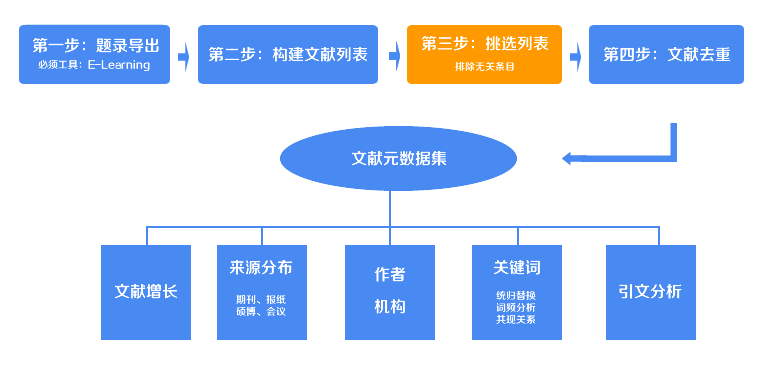 第一步：题录导出
必须工具：E-Learning
第二步：构建文献列表
第三步：挑选列表
排除无关条目
第四步：文献去重
文献元数据集
文献增长
来源分布
期刊、报纸
硕博、会议
作者
机构
关键词
统归替换
词频分析
共现关系
引文分析